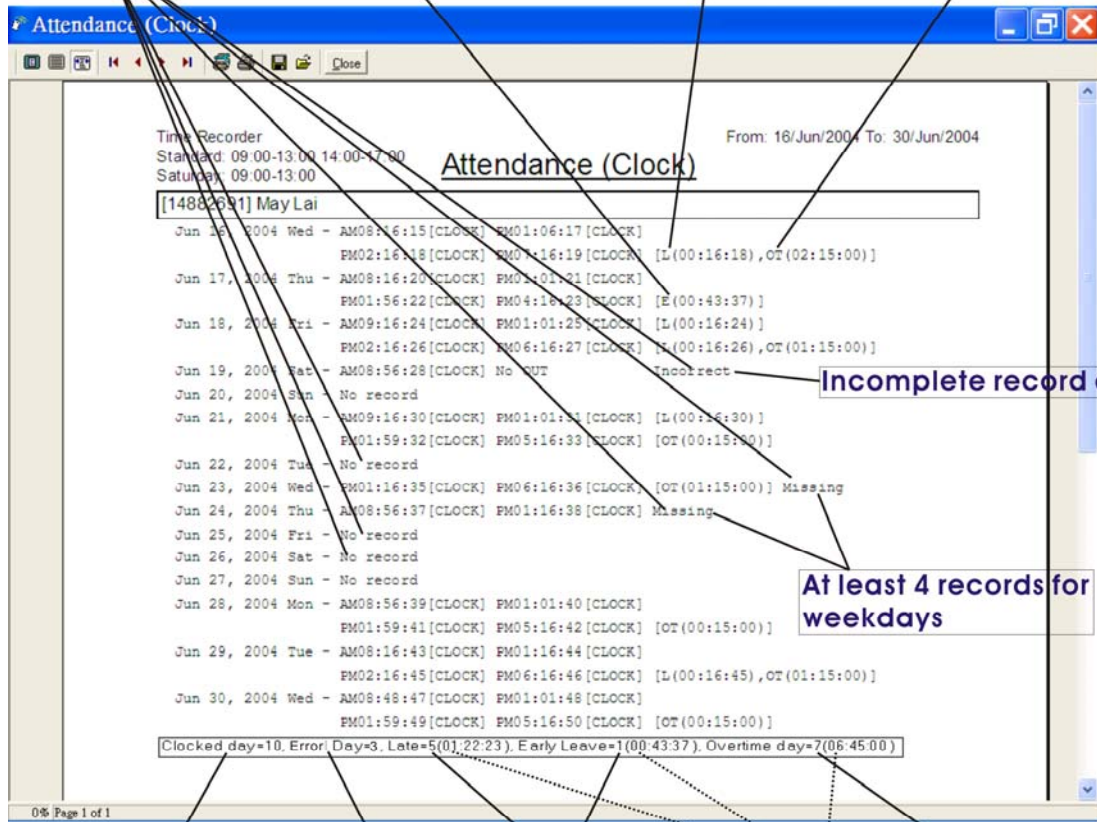 Attendance (Clock)
Close
Time Recorder
From: 16/Jun/2004 To: 30/Jun/2004
Standard: 09:00-13:00 14:00-17:00
Attendance (Clock)
Saturday: 09:00-13:00
[14882691] May Lai
Jun 16, 2004 Wed - AM08:16:15[CLOCK] PM01:06:17[CLOCK]
PM02:16:18[CLOCK] PM07:16:19[CLOCK] [L(00:16:18),OT(02:15:00)]
Jun 17, 2004 Thu - AM08:16:20[CLOCK] PM01:01:21[CLOCK]
PM01:56:22[CLOCK] PM04:16:23[CLOCK] [E(00:43:37)]
Jun 18, 2004 Fri - AM09:16:24[CLOCK] PM01:01:25[CLOCK] [L(00:16:24)]
PM02:16:26[CLOCK] PM06:16:27[CLOCK] [L(00:16:26),OT(01:15:00)]
Jun 19, 2004 Sat - AM08:56:28[CLOCK] No OUT Incorrect
Incomplete record
Jun 20, 2004 Sun - No record
Jun 21, 2004 Mon - AM09:16:30[CLOCK] PM01:01:31[CLOCK] [L(00:16:30)]
PM01:59:32[CLOCK] PM05:16:33[CLOCK] [OT(00:15:00)]
Jun 22, 2004 Tue - No record
Jun 23, 2004 Wed - PM01:16:35[CLOCK] PM06:16:36[CLOCK] [OT(01:15:00)] Missing
Jun 24, 2004 Thu - AM08:56:37[CLOCK] PM01:16:38[CLOCK] Missing
Jun 25, 2004 Fri - No record
Jun 26, 2004 Sat - No record
Jun 27, 2004 Sun - No record
At least 4 records for
weekdays
Jun 28, 2004 Mon - AM08:56:39[CLOCK] PM01:01:40[CLOCK]
PM01:59:41[CLOCK] PM05:16:42[CLOCK] [OT(00:15:00)]
Jun 29, 2004 Tue - AM08:16:43[CLOCK] PM01:16:44[CLOCK]
PM02:16:45[CLOCK] PM06:16:46[CLOCK] [L(00:16:45),OT(01:15:00)]
Jun 30, 2004 Wed - AM08:48:47[CLOCK] PM01:01:48[CLOCK]
PM01:59:49[CLOCK] PM05:16:50[CLOCK] [OT(00:15:00)]
Clocked day=10, Error Day=3, Late=5(01:22:23), Early Leave=1(00:43:37), Overtime day=7(06:45:00)
0% Page 1 of 1